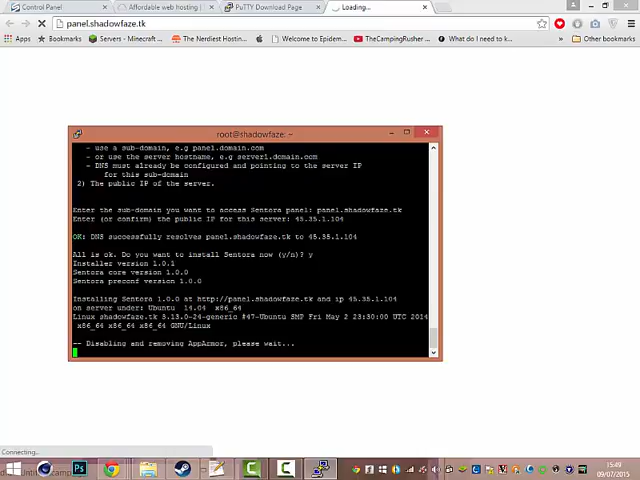 Control Panel
Affordable web hosting |
PuTTY Download Page
Loading...
panel.shadowfaze.tk
Apps
Bookmarks
Servers - Minecraft ...
The Nerdiest Host...
Welcome to Epidem...
TheCampingRusher -
What do I need to k...
Other bookmarks
root@shadowfaze: ~
- use a sub-domain, e.g panel.domain.com
- or use the server hostname, e.g server1.domain.com
- DNS must already be configured and pointing to the server IP
for this sub-domain
2) The public IP of the server.
Enter the sub-domain you want to access Sentora panel: panel.shadowfaze.tk
Enter (or confirm) the public IP for this server: 45.35.1.104
OK: DNS successfully resolves panel.shadowfaze.tk to 45.35.1.104
All is ok. Do you want to install Sentora now (y/n)? y
Installer version 1.0.1
Sentora core version 1.0.0
Sentora preconf version 1.0.0
Installing Sentora 1.0.0 at http://panel.shadowfaze.tk and ip 45.35.1.104
on server under: Ubuntu 14.04 x86_64
Linux shadowfaze.tk 3.13.0-24-generic #47-Ubuntu SMP Fri May 2 23:30:00 UTC 2014
x86_64 x86_64 x86_64 GNU/Linux
-- Disabling and removing AppArmor, please wait...
Connecting...
15:49
09/07/2015